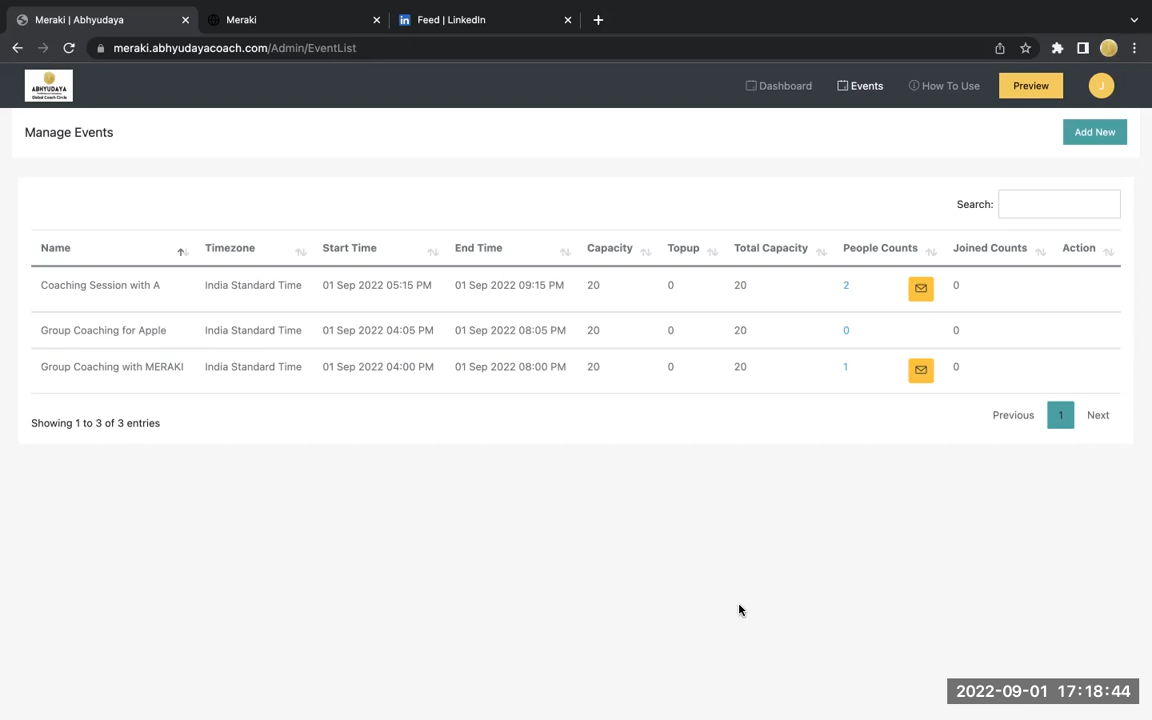 Meraki | Abhyudaya
Meraki
Feed | LinkedIn
meraki.abhyudayacoach.com/Admin/EventList
ABHYUDAYA
Global Coach Circle
Dashboard
Events
How To Use
Preview
J
Manage Events
Add New
Search:
Name Timezone Start Time End Time Capacity Topup Total Capacity People Counts Joined Counts Action
Coaching Session with A India Standard Time 01 Sep 2022 05:15 PM 01 Sep 2022 09:15 PM 20 0 20 2 0
Group Coaching for Apple India Standard Time 01 Sep 2022 04:05 PM 01 Sep 2022 08:05 PM 20 0 20 0 0
Group Coaching with MERAKI India Standard Time 01 Sep 2022 04:00 PM 01 Sep 2022 08:00 PM 20 0 20 1 0
Showing 1 to 3 of 3 entries
Previous 1 Next
2022-09-01 17:18:44